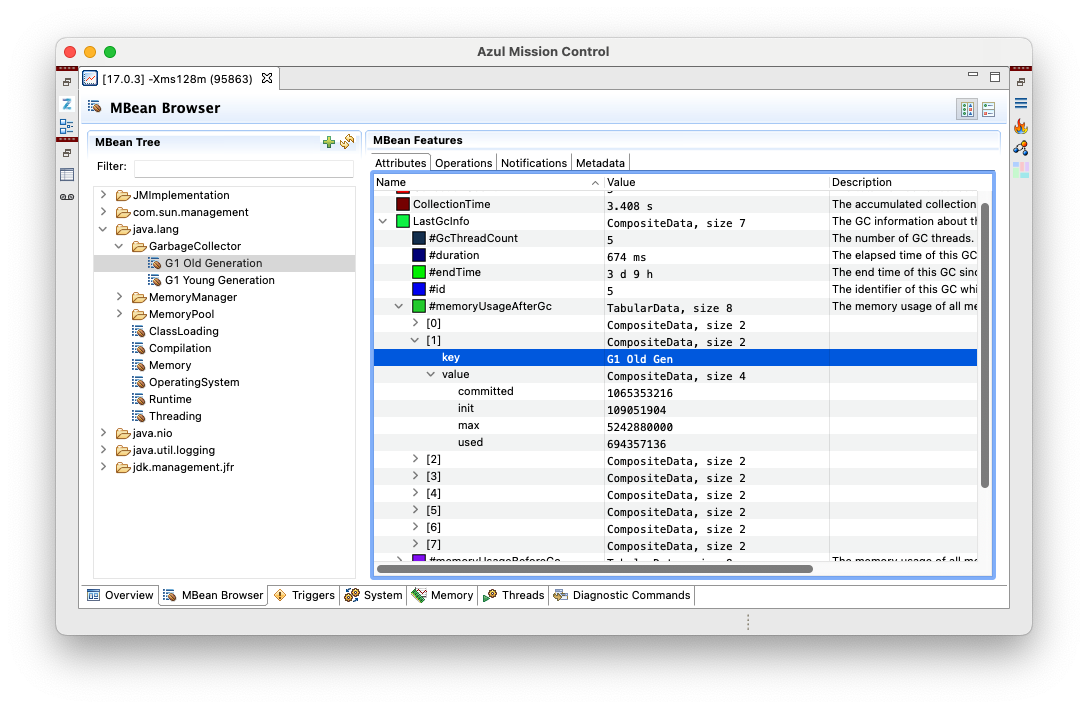 Azul Mission Control
[17.0.3] -Xms128m (95863)
MBean Browser
MBean Tree
Filter:
JMImplementation
com.sun.management
java.lang
GarbageCollector
G1 Old Generation
G1 Young Generation
MemoryManager
MemoryPool
ClassLoading
Compilation
Memory
OperatingSystem
Runtime
Threading
java.nio
java.util.logging
jdk.management.jfr
MBean Features
Attributes Operations Notifications Metadata
Name Value Description
CollectionTime 3.408 s The accumulated collection
LastGcInfo CompositeData, size 7 The GC information about th
#GcThreadCount 5 The number of GC threads.
#duration 674 ms The elapsed time of this GC
#endTime 3 d 9 h The end time of this GC sinc
#id 5 The identifier of this GC whi
#memoryUsageAfterGc TabularData, size 8 The memory usage of all me
[0] CompositeData, size 2
[1] CompositeData, size 2
key G1 Old Gen
value CompositeData, size 4
committed 1065353216
init 109051904
max 5242880000
used 694357136
[2] CompositeData, size 2
[3] CompositeData, size 2
[4] CompositeData, size 2
[5] CompositeData, size 2
[6] CompositeData, size 2
[7] CompositeData, size 2
#memoryUsageBeforeGc TabularData, size 8 The memory usage of all me
Overview MBean Browser Triggers System Memory Threads Diagnostic Commands